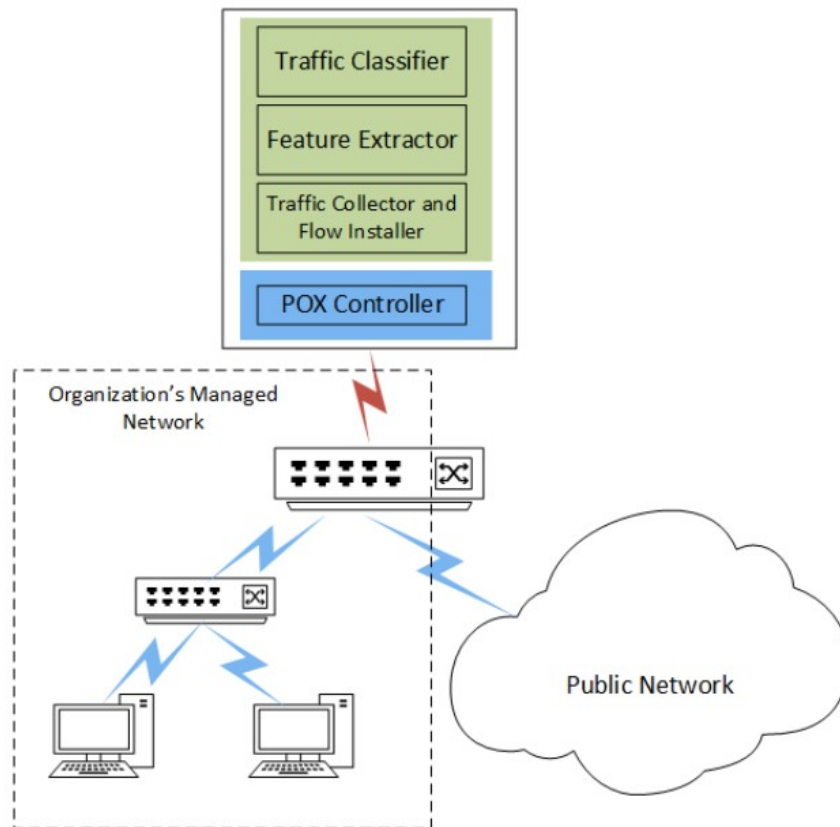 Traffic Classifier
Feature Extractor
Traffic Collector and
Flow Installer
POX Controller
Organization's Managed
Network
Public Network